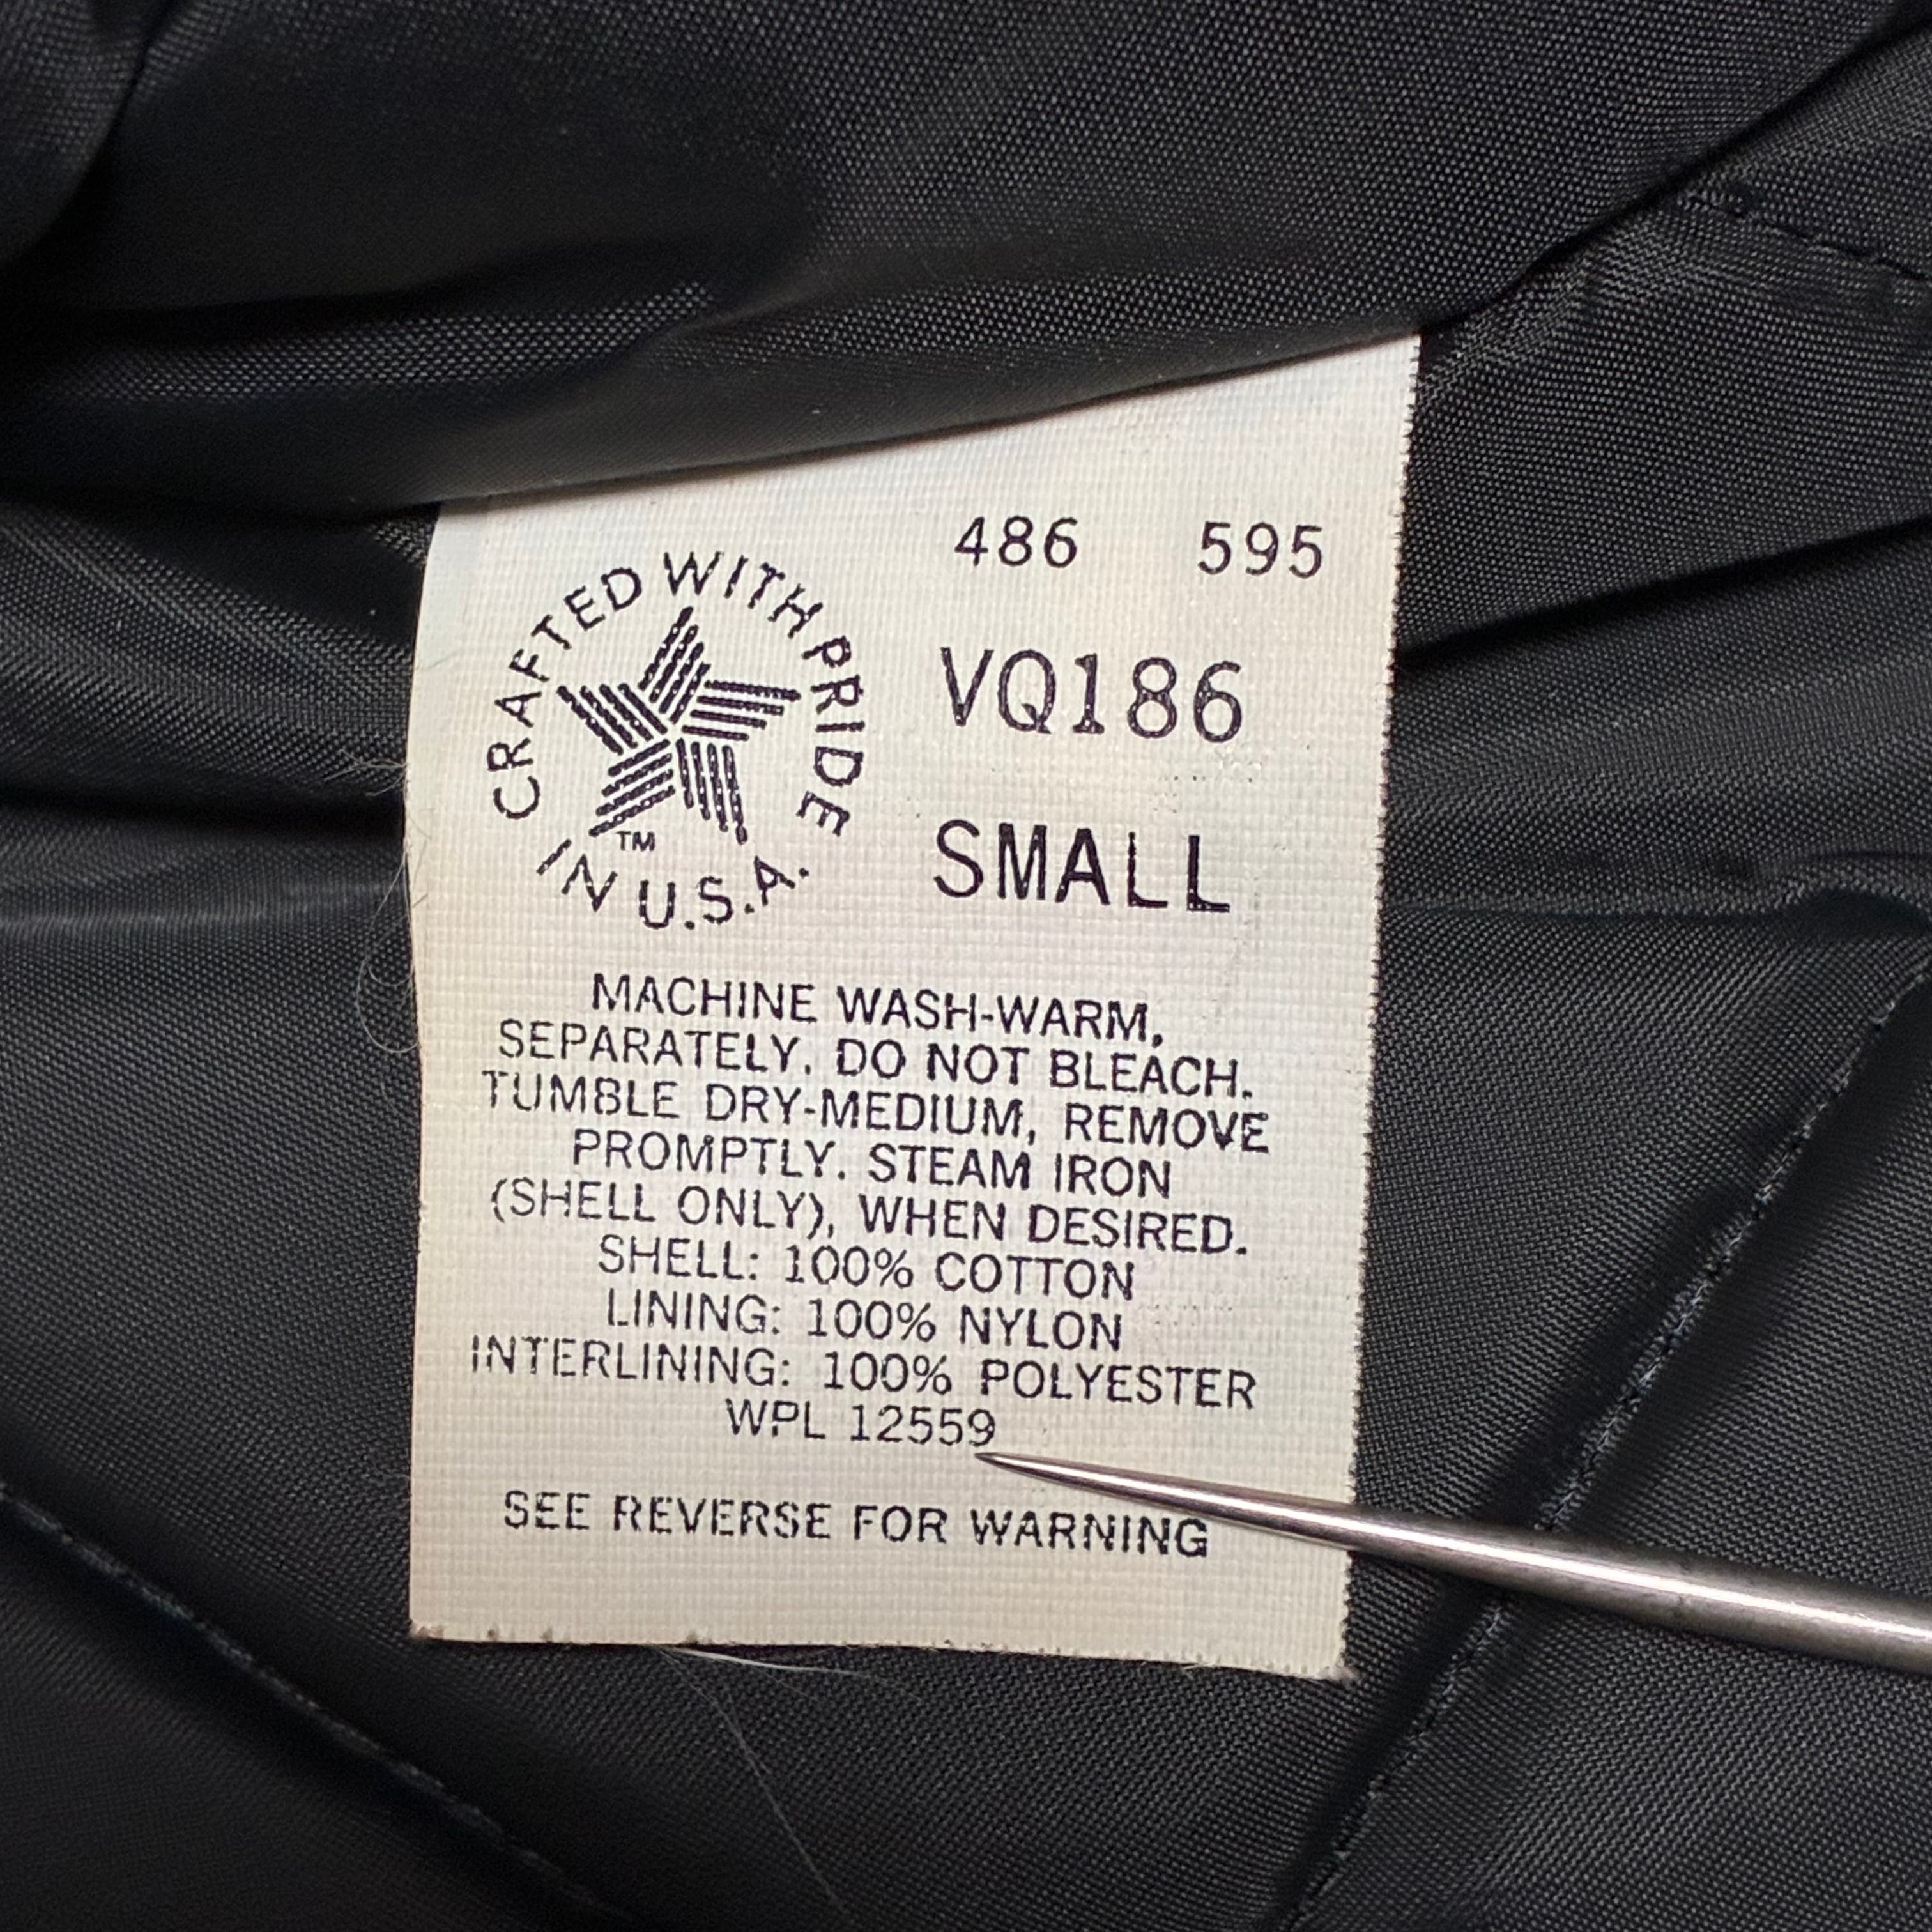 486 595
CRAFTED WITH PRIDE
IN U.S.A.
TM
VQ186
SMALL
MACHINE WASH-WARM,
SEPARATELY. DO NOT BLEACH.
TUMBLE DRY-MEDIUM, REMOVE
PROMPTLY. STEAM IRON
(SHELL ONLY), WHEN DESIRED.
SHELL: 100% COTTON
LINING: 100% NYLON
INTERLINING: 100% POLYESTER
WPL 12559
SEE REVERSE FOR WARNING